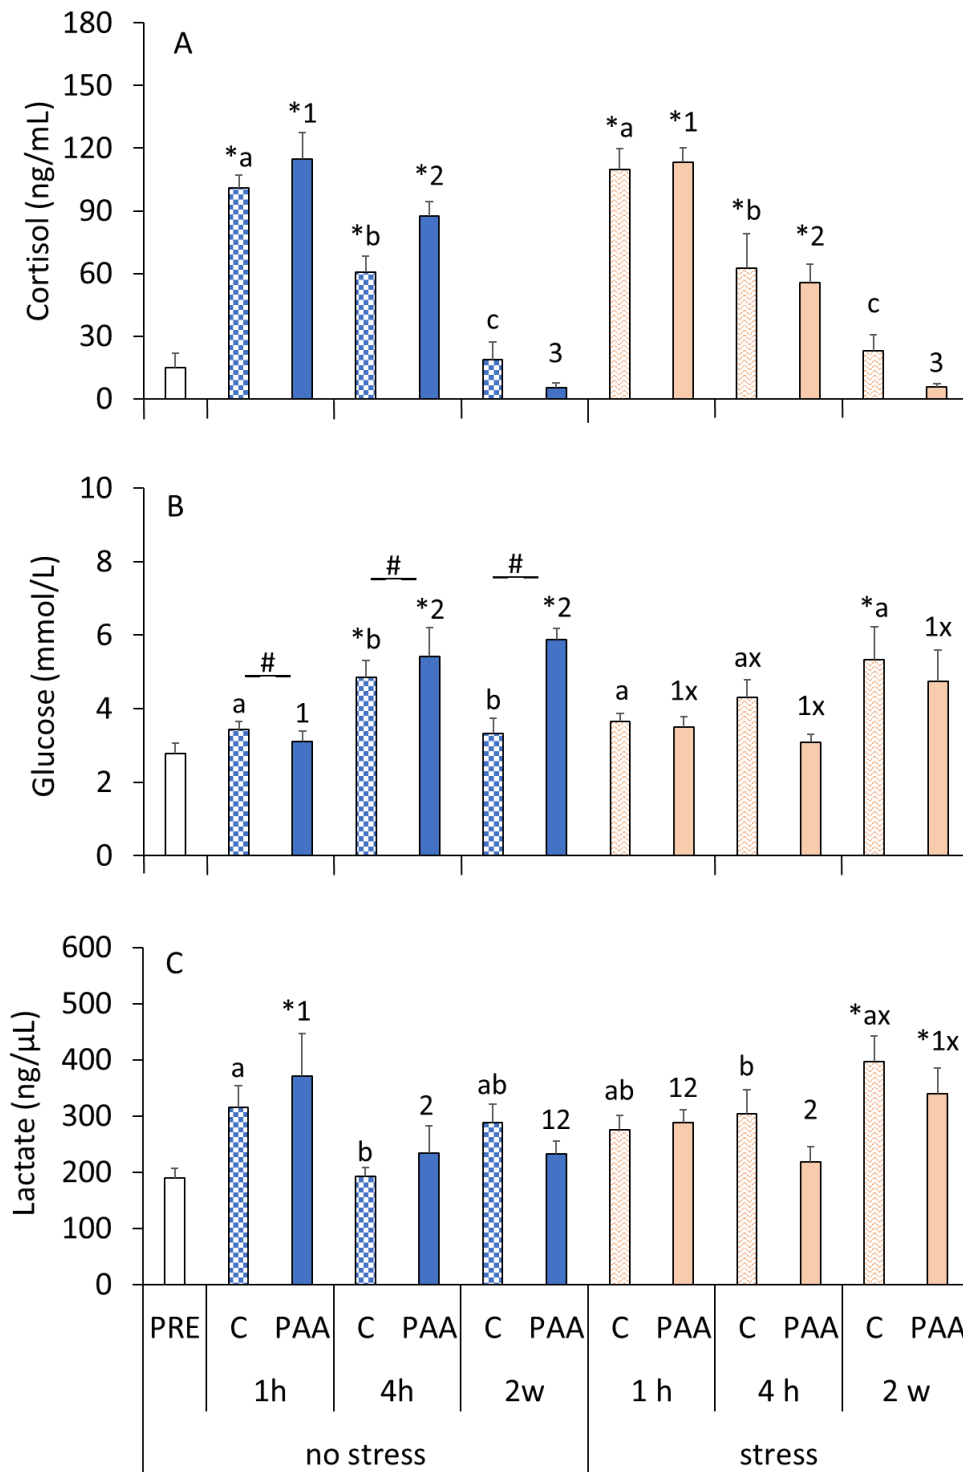 A
Cortisol (ng/mL)
180
150
120
90
60
30
0
*a
*1
*b
*2
c
3
*a
*1
*b
*2
c
3
B
Glucose (mmol/L)
10
8
6
4
2
0
#
#
#
a
1
*b
*2
b
*2
a
1x
ax
1x
*a
1x
C
Lactate (ng/µL)
600
500
400
300
200
100
0
a
*1
b
2
ab
12
ab
12
b
2
*ax
*1x
PRE C PAA C PAA C PAA C PAA C PAA C PAA
1h 4h 2w 1 h 4 h 2 w
no stress stress